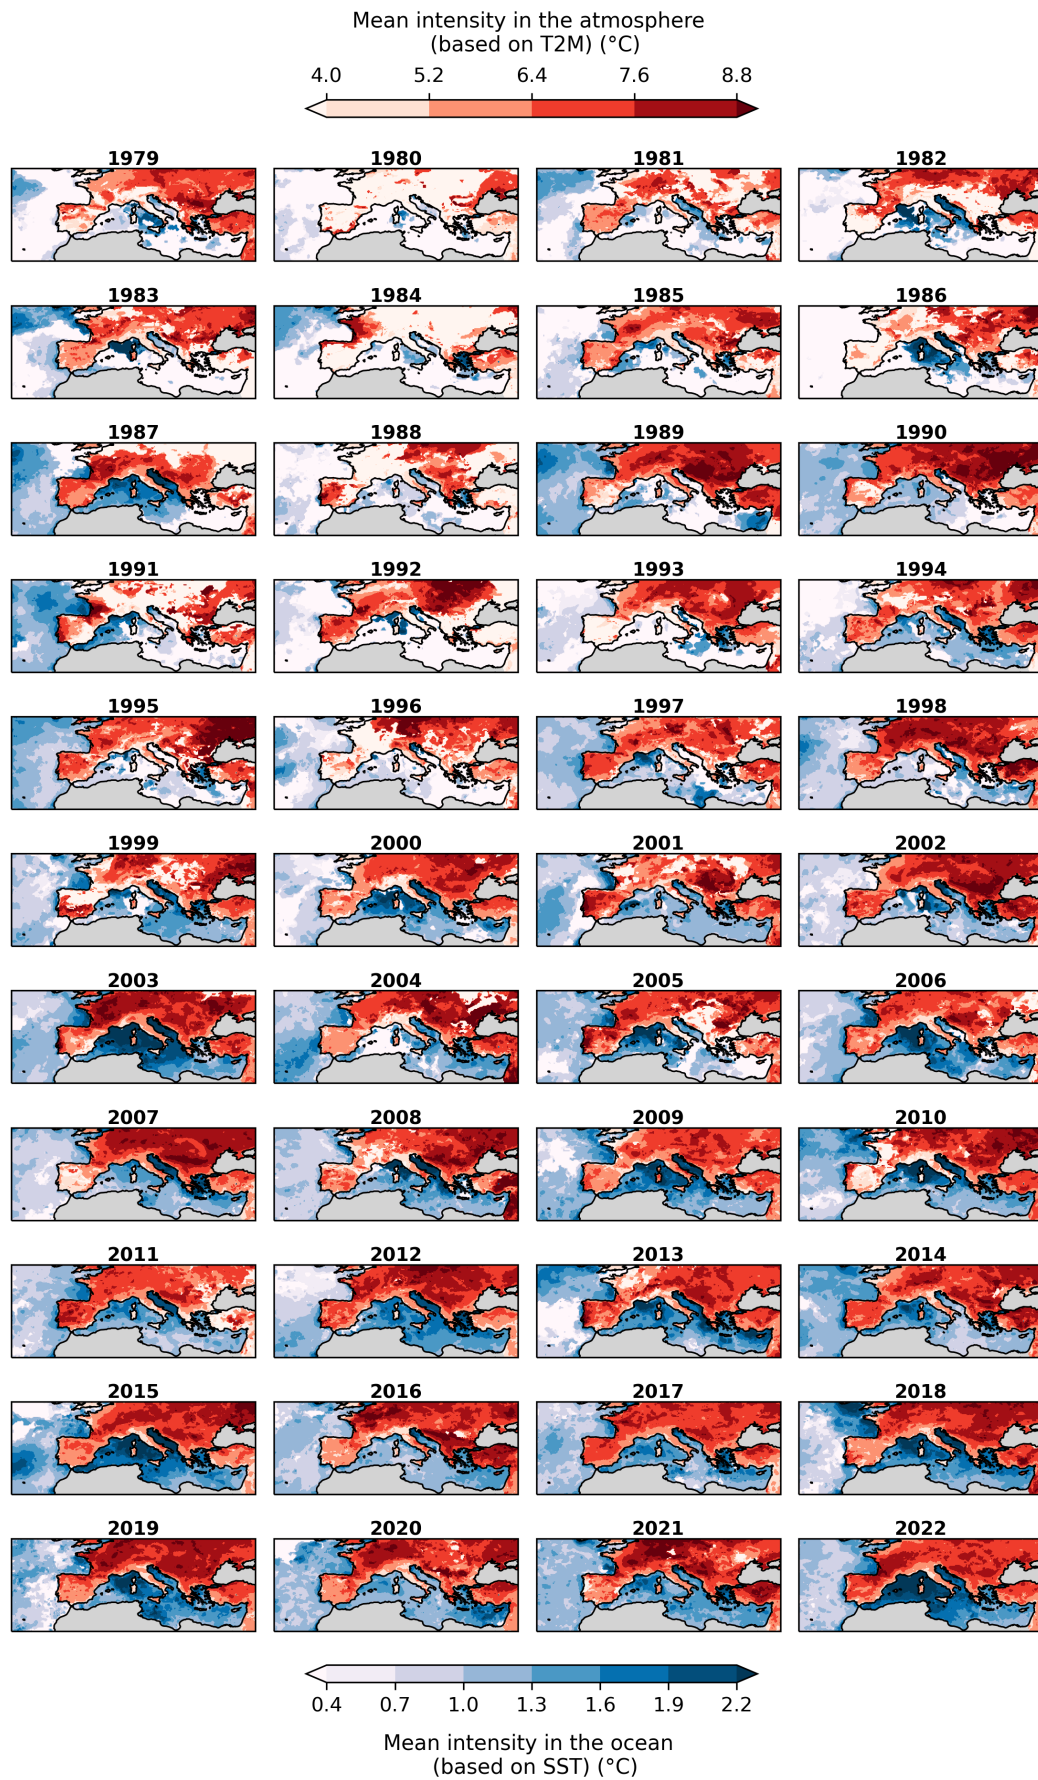 Mean intensity in the atmosphere
(based on T2M) (°C)
4.0 5.2 6.4 7.6 8.8
1979 1980 1981 1982
1983 1984 1985 1986
1987 1988 1989 1990
1991 1992 1993 1994
1995 1996 1997 1998
1999 2000 2001 2002
2003 2004 2005 2006
2007 2008 2009 2010
2011 2012 2013 2014
2015 2016 2017 2018
2019 2020 2021 2022
0.4 0.7 1.0 1.3 1.6 1.9 2.2
Mean intensity in the ocean
(based on SST) (°C)